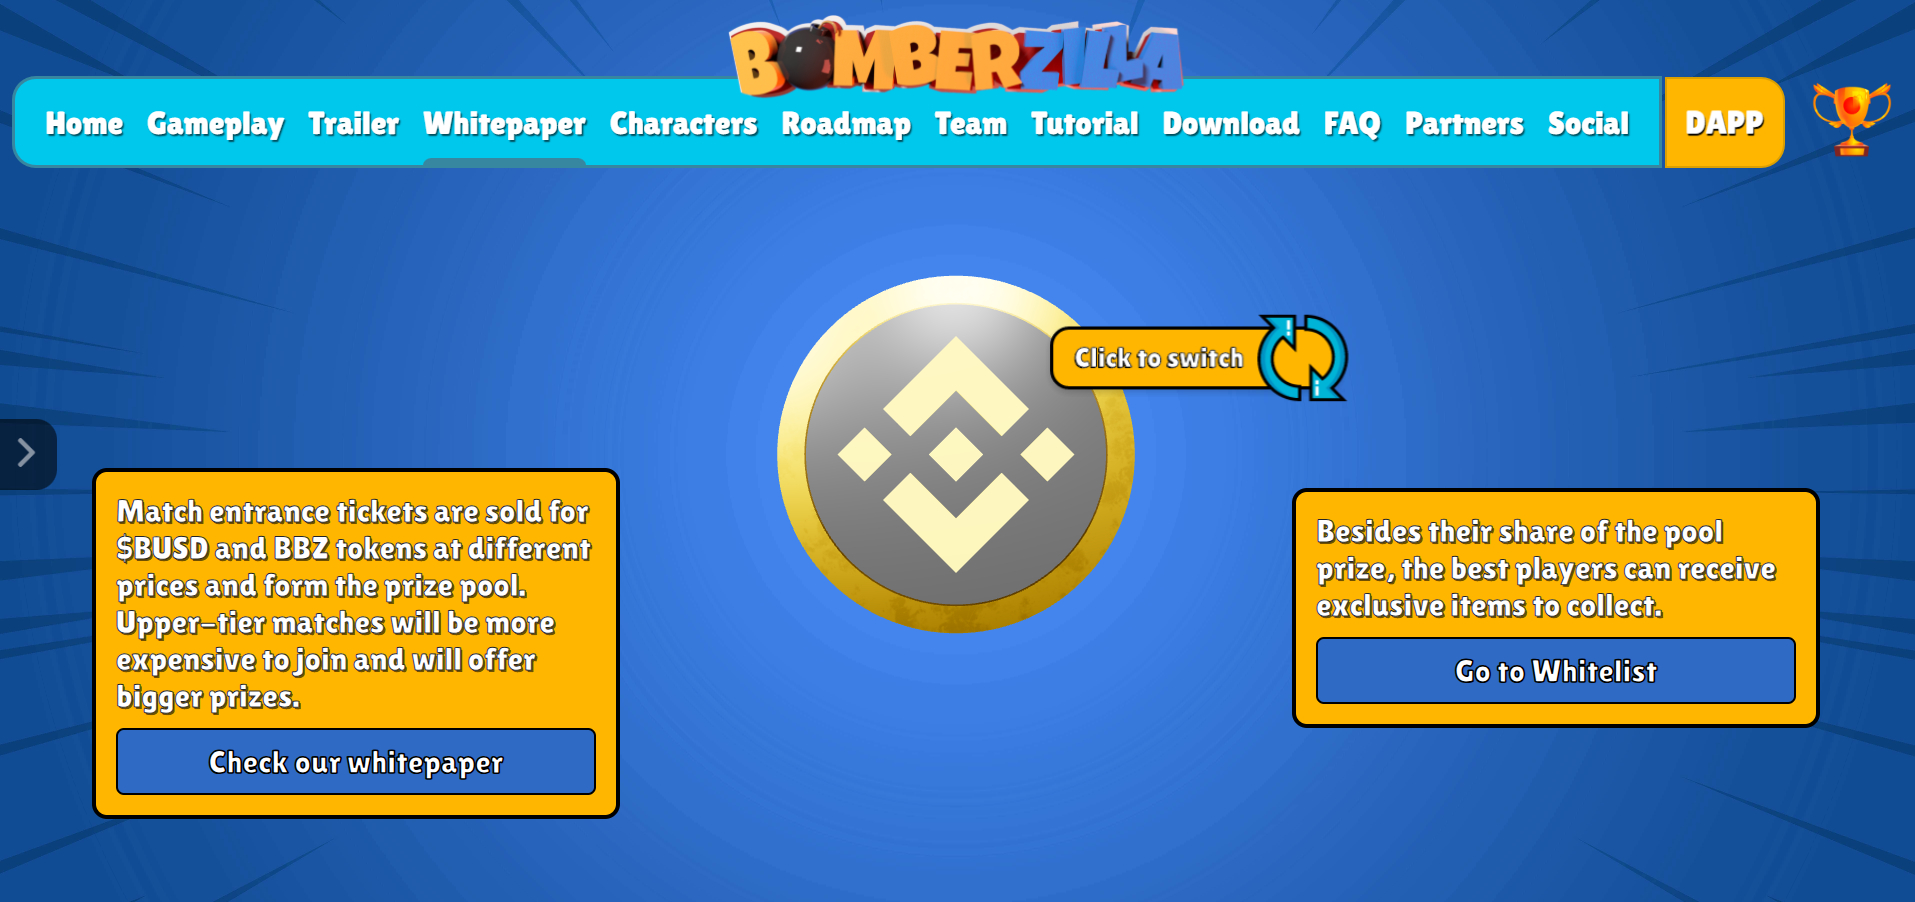 BOMBERZILLA
Home Gameplay Trailer Whitepaper Characters Roadmap Team Tutorial Download FAQ Partners Social DAPP
Click to switch
Match entrance tickets are sold for
$BUSD and BBZ tokens at different
prices and form the prize pool.
Upper-tier matches will be more
expensive to join and will offer
bigger prizes.
Check our whitepaper
Besides their share of the pool
prize, the best players can receive
exclusive items to collect.
Go to Whitelist